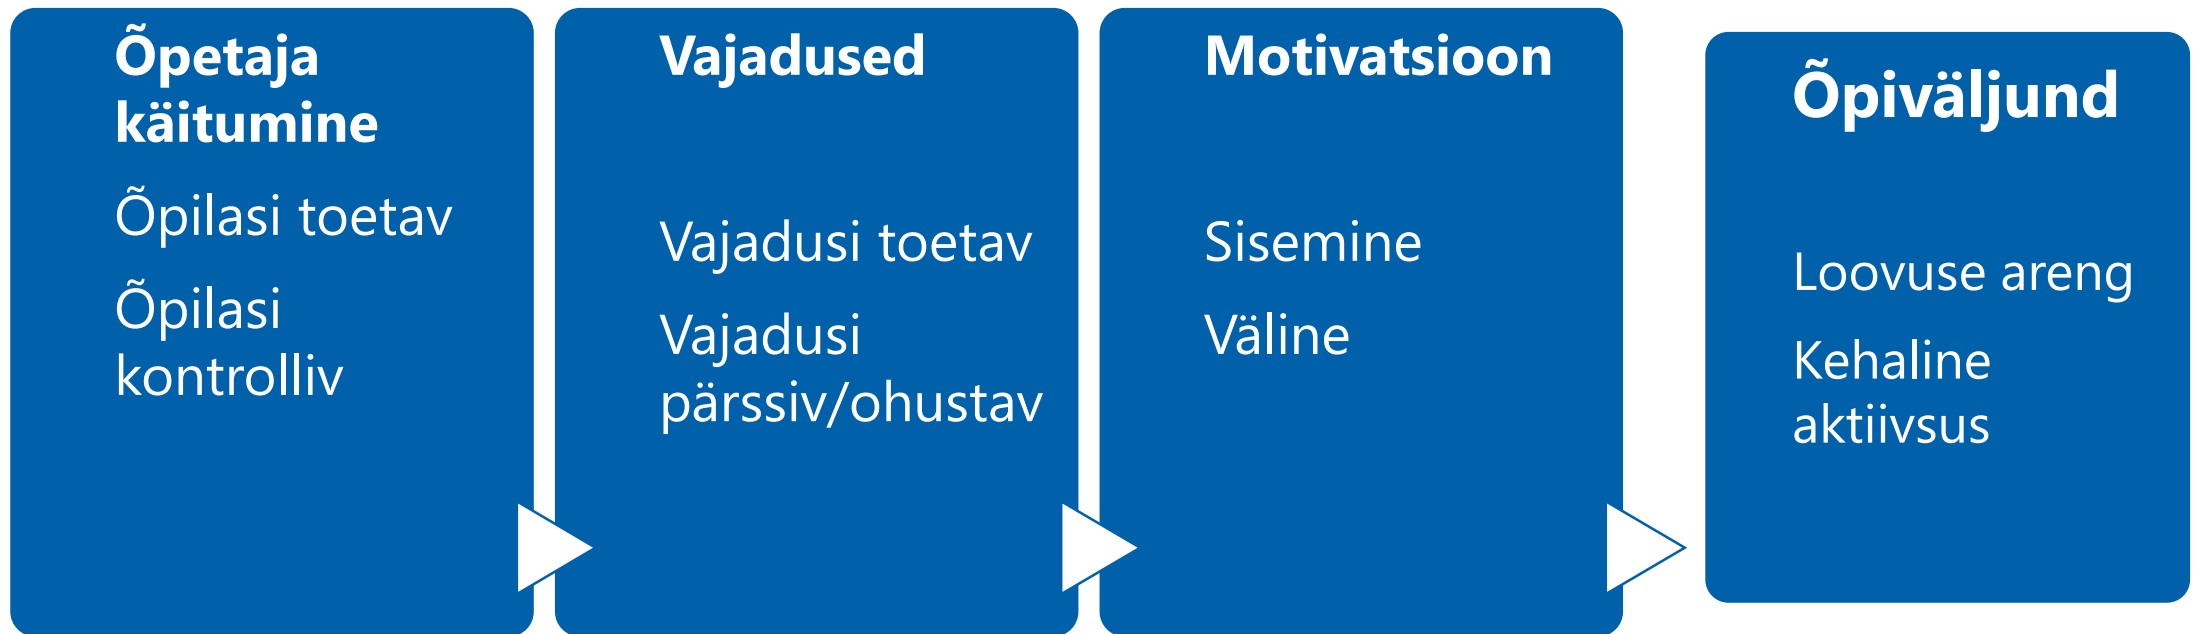 Õpetaja
käitumine
Õpilasi toetav
Õpilasi
kontrolliv
Vajadused
Vajadusi toetav
Vajadusi
pärssiv/ohustav
Motivatsioon
Sisemine
Väline
Õpiväljund
Loovuse areng
Kehaline
aktiivsus